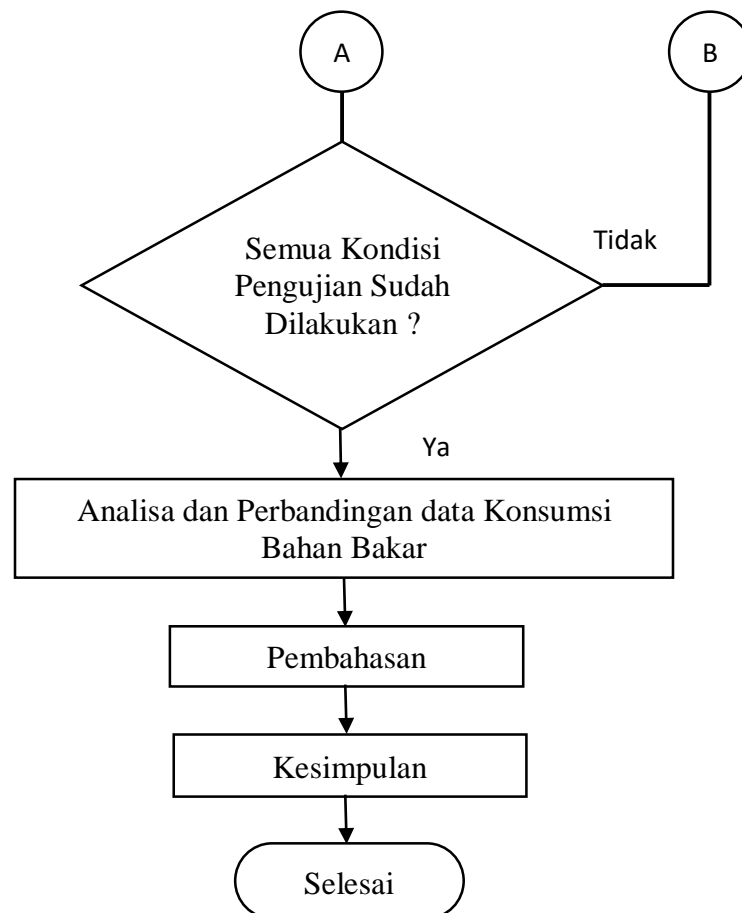 A
B
Semua Kondisi
Pengujian Sudah
Dilakukan ?
Tidak
Ya
Analisa dan Perbandingan data Konsumsi
Bahan Bakar
Pembahasan
Kesimpulan
Selesai